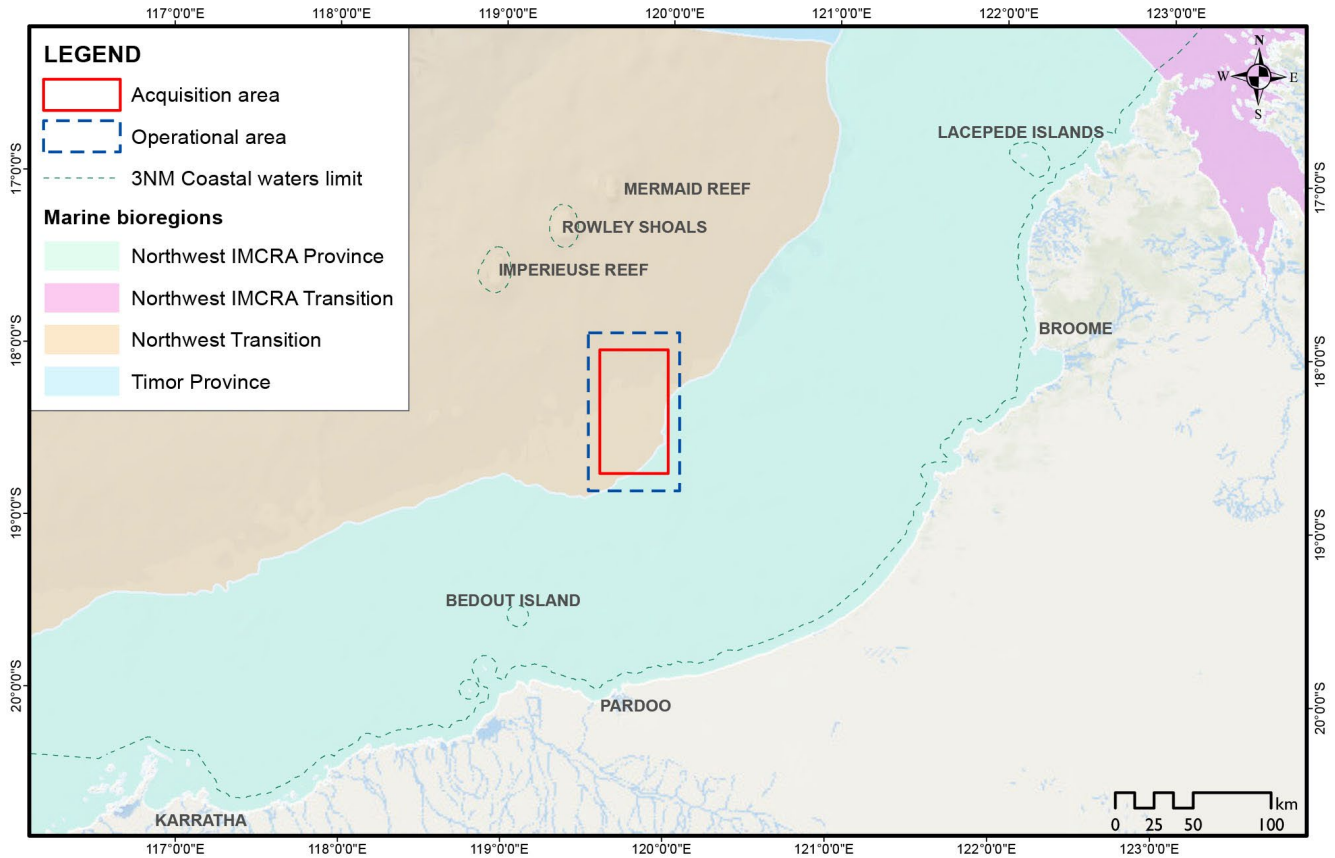 117°0'0"E 118°0'0"E 119°0'0"E 120°0'0"E 121°0'0"E 122°0'0"E 123°0'0"E
LEGEND
Acquisition area
Operational area
3NM Coastal waters limit
Marine bioregions
Northwest IMCRA Province
Northwest IMCRA Transition
Northwest Transition
Timor Province
N
W E
S
LACEPEDE ISLANDS
17°0'0"S 17°0'0"S
MERMAID REEF
ROWLEY SHOALS
IMPERIEUSE REEF
BROOME
18°0'0"S 18°0'0"S
19°0'0"S 19°0'0"S
BEDOUT ISLAND
20°0'0"S 20°0'0"S
PARDOO
KARRATHA
km
0 25 50 100
117°0'0"E 118°0'0"E 119°0'0"E 120°0'0"E 121°0'0"E 122°0'0"E 123°0'0"E